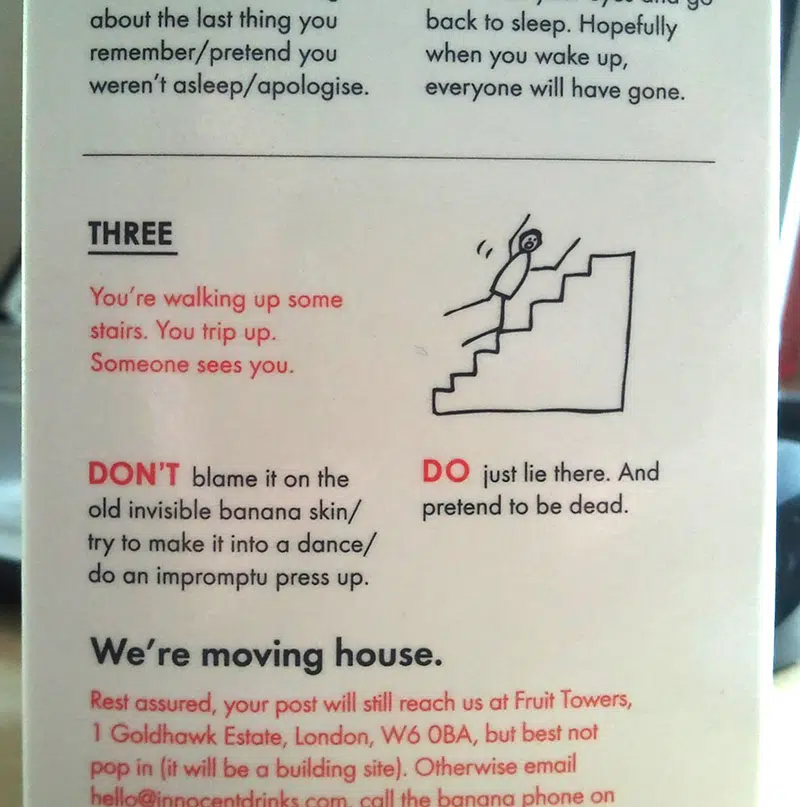 about the last thing you
remember/pretend you
weren't asleep/apologise.
and go
back to sleep. Hopefully
when you wake up,
everyone will have gone.
THREE
You're walking up some
stairs. You trip up.
Someone sees you.
DON'T blame it on the
old invisible banana skin/
try to make it into a dance/
do an impromptu press up.
DO just lie there. And
pretend to be dead.
We're moving house.
Rest assured, your post will still reach us at Fruit Towers,
1 Goldhawk Estate, London, W6 0BA, but best not
pop in (it will be a building site). Otherwise email
hello@innocentdrinks.com, call the banana phone on